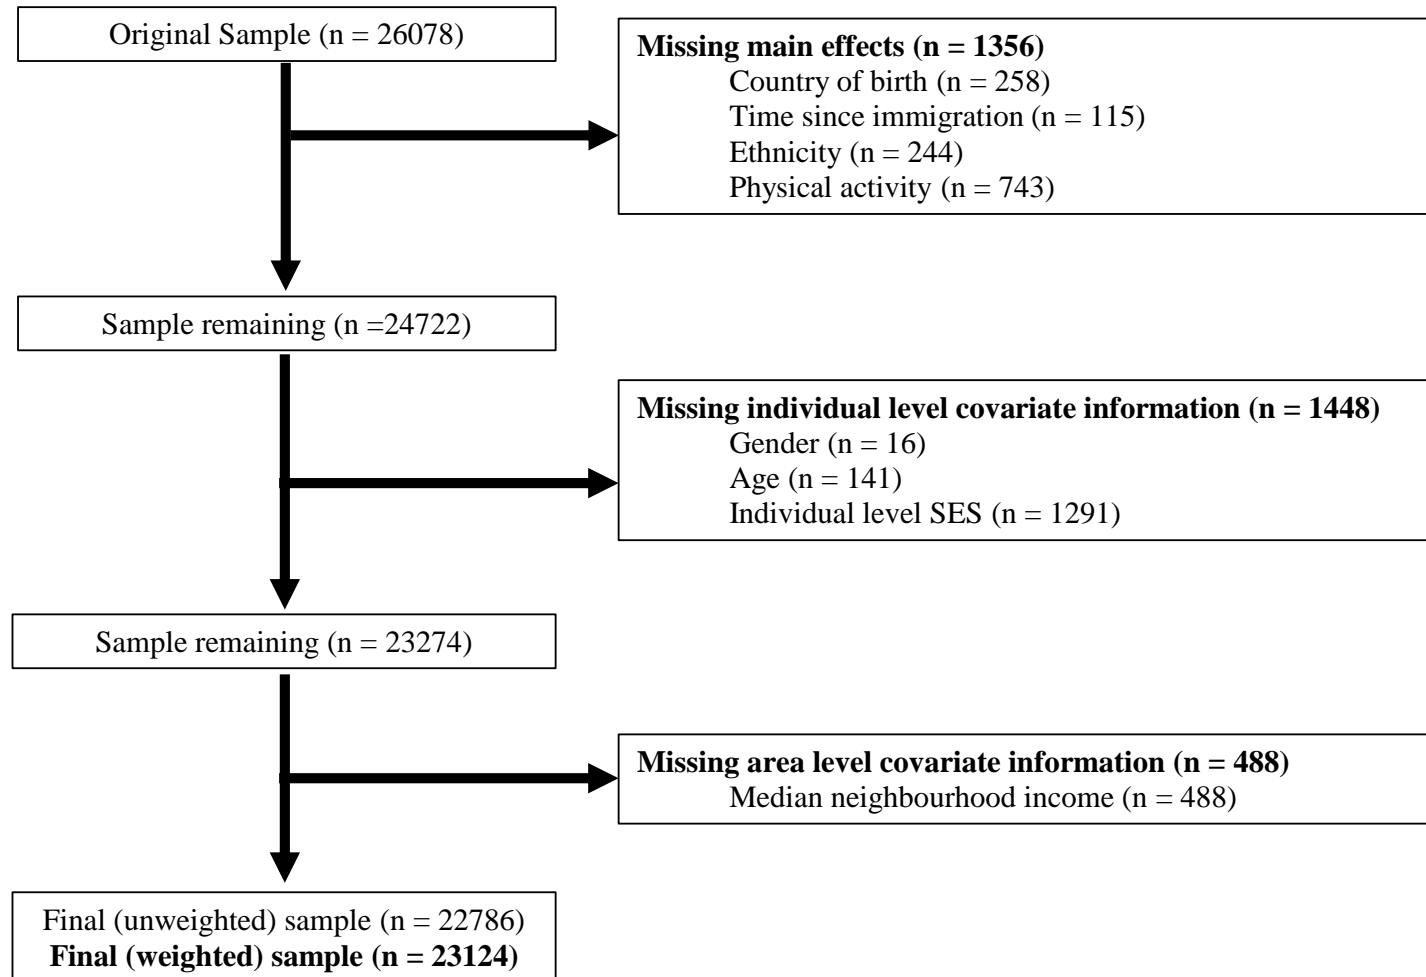 Original Sample (n = 26078)
Missing main effects (n = 1356)
Country of birth (n = 258)
Time since immigration (n = 115)
Ethnicity (n = 244)
Physical activity (n = 743)
Sample remaining (n =24722)
Missing individual level covariate information (n = 1448)
Gender (n = 16)
Age (n = 141)
Individual level SES (n = 1291)
Sample remaining (n = 23274)
Missing area level covariate information (n = 488)
Median neighbourhood income (n = 488)
Final (unweighted) sample (n = 22786)
Final (weighted) sample (n = 23124)